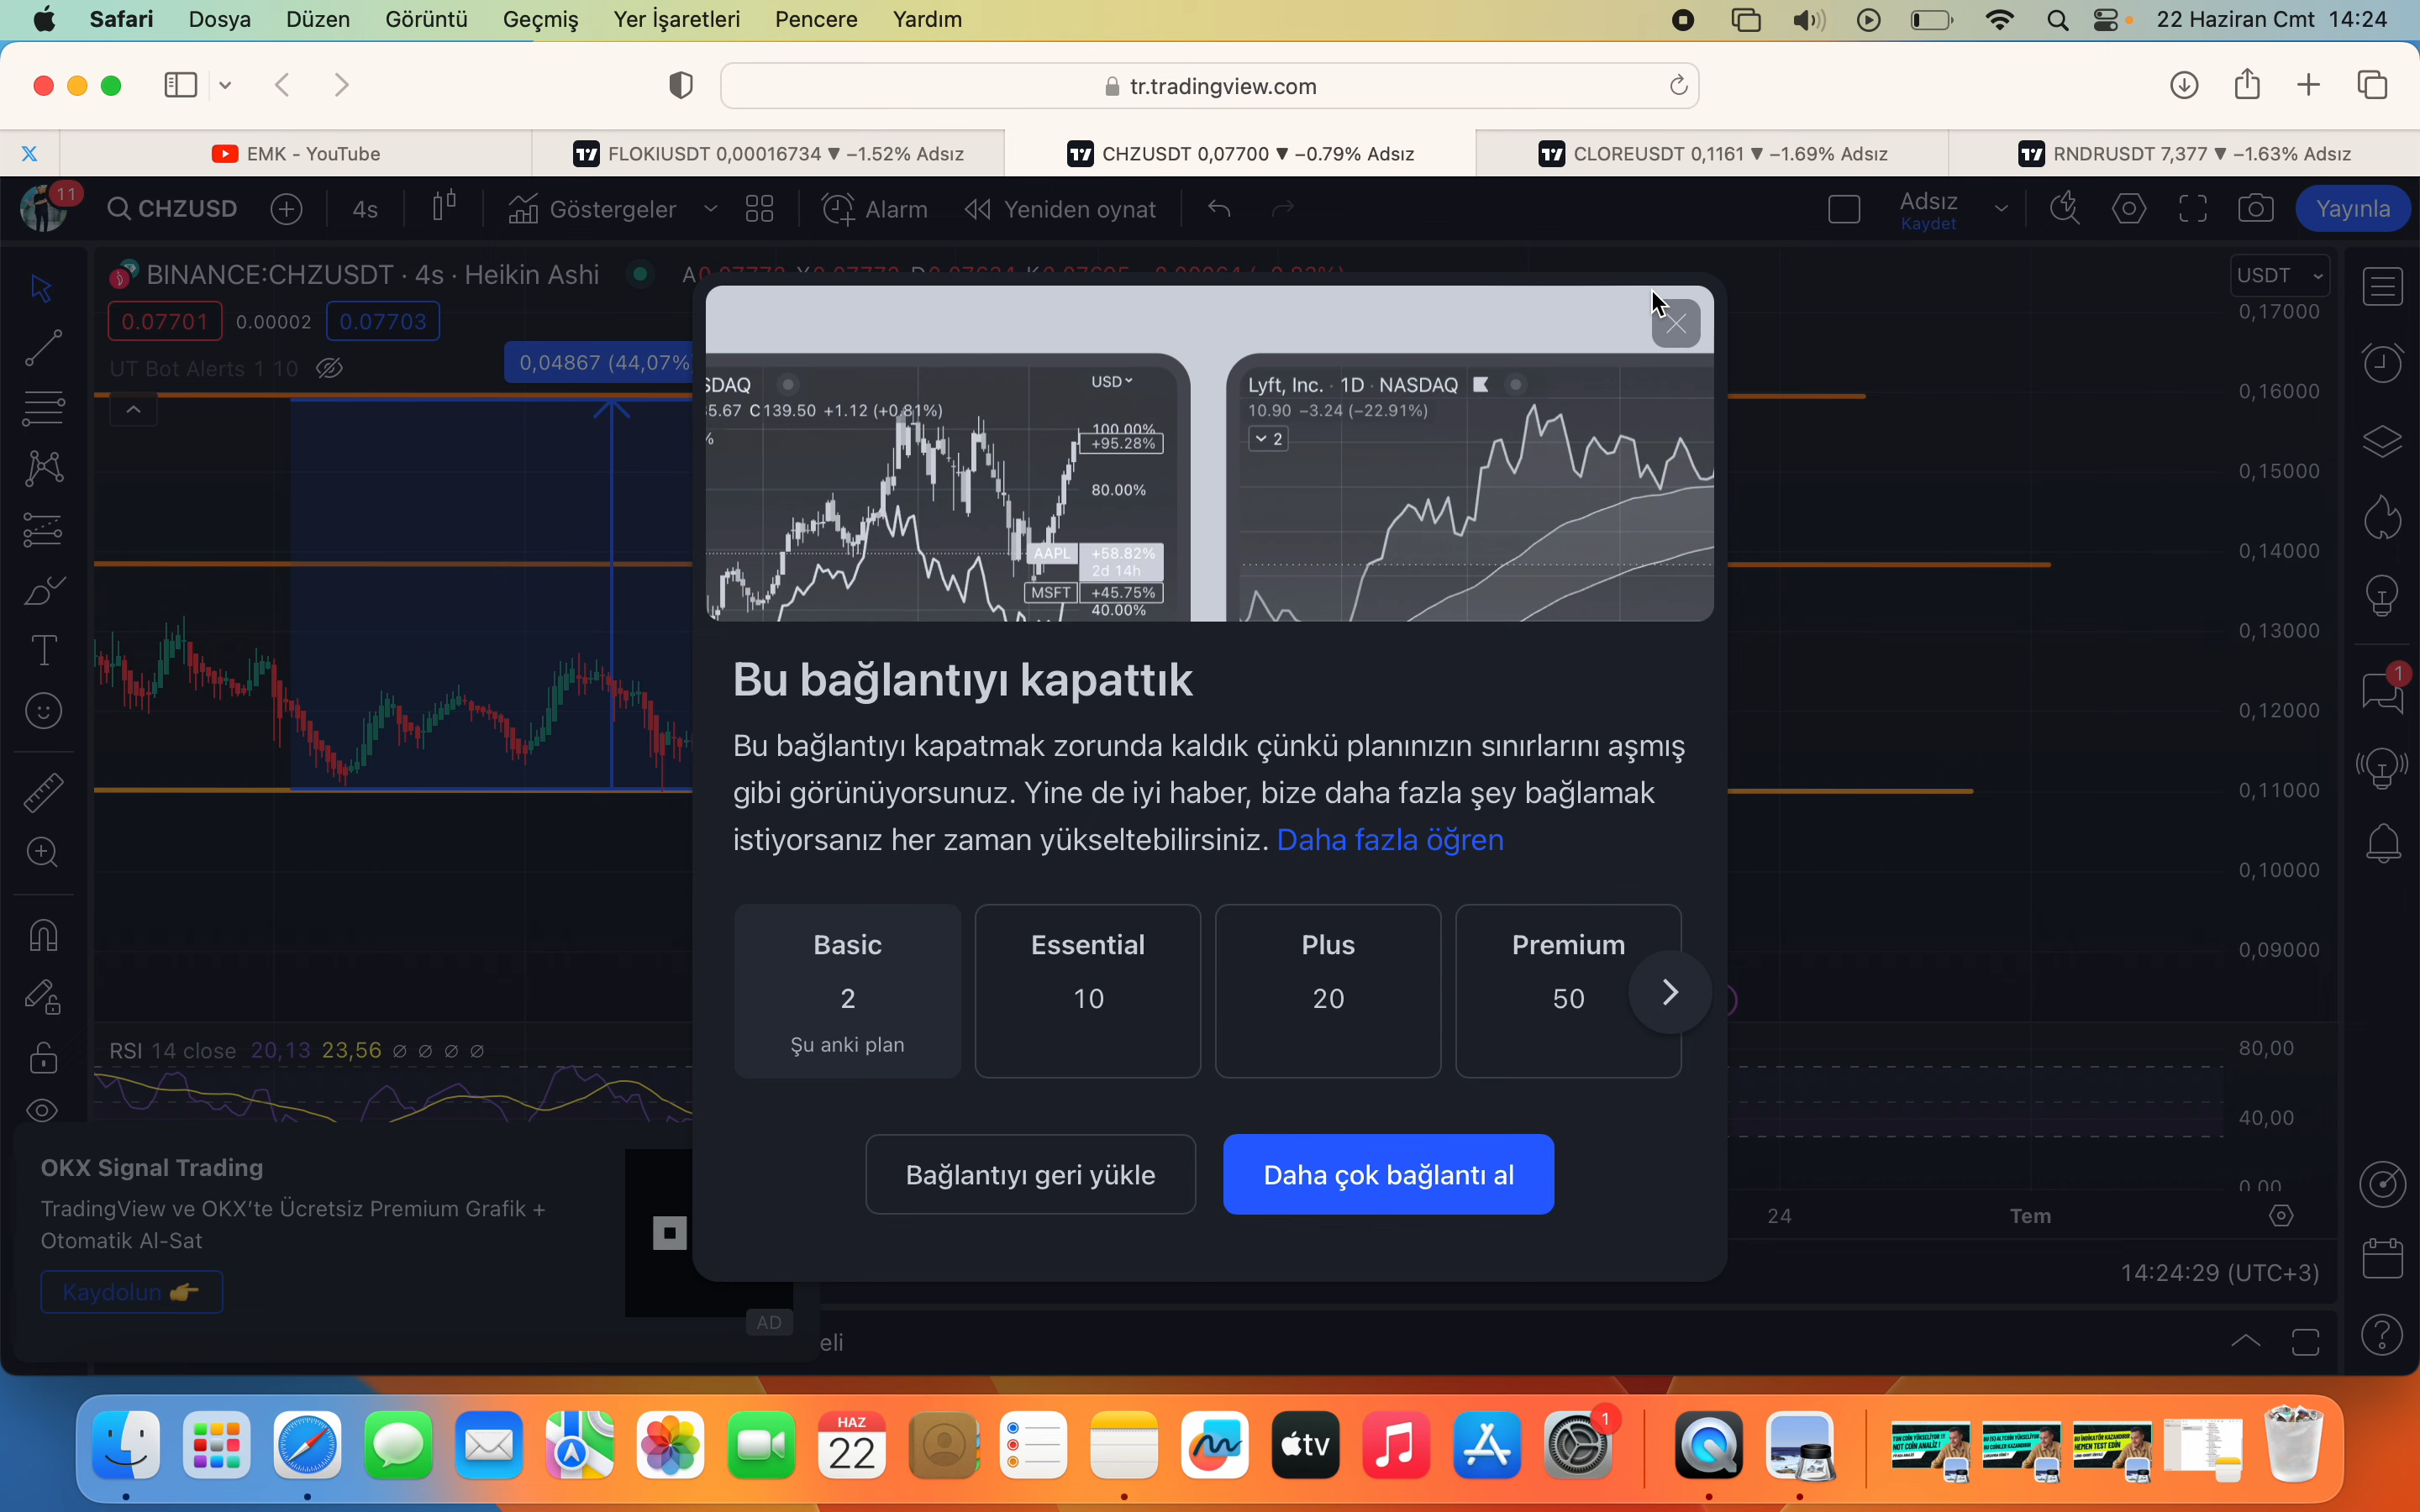 Safari Dosya Düzen Görüntü Geçmiş Yer İşaretleri Pencere Yardım 22 Haziran Cmt 14:24
tr.tradingview.com
EMK - YouTube
FLOKIUSDT 0,00016734 ▼ −1.52% Adsız
CHZUSDT 0,07700 ▼ −0.79% Adsız
CLOREUSDT 0,1161 ▼ −1.69% Adsız
RNDRUSDT 7,377 ▼ −1.63% Adsız
11
CHZUSD 4s Göstergeler Alarm Yeniden oynat
Adsız
Kaydet
Yayınla
BINANCE:CHZUSDT · 4s · Heikin Ashi
USDT
0.07701 0.00002 0.07703
UT Bot Alerts 1 10
0,04867 (44,07%
SDAQ USD
5.67 C139.50 +1.12 (+0.81%)
100.00%
+95.28%
80.00%
AAPL +58.82%
2d 14h
MSFT +45.75%
40.00%
Lyft, Inc. · 1D · NASDAQ
10.90 −3.24 (−22.91%)
2
Bu bağlantıyı kapattık
Bu bağlantıyı kapatmak zorunda kaldık çünkü planınızın sınırlarını aşmış
gibi görünüyorsunuz. Yine de iyi haber, bize daha fazla şey bağlamak
istiyorsanız her zaman yükseltebilirsiniz. Daha fazla öğren
Basic
2
Şu anki plan
Essential
10
Plus
20
Premium
50
Bağlantıyı geri yükle
Daha çok bağlantı al
0,17000
0,16000
0,15000
0,14000
0,13000
0,12000
0,11000
0,10000
0,09000
1
RSI 14 close 20,13 23,56 ∅ ∅ ∅ ∅
80,00
40,00
0,00
24 Tem
14:24:29 (UTC+3)
OKX Signal Trading
TradingView ve OKX'te Ücretsiz Premium Grafik +
Otomatik Al-Sat
Kaydolun 👉
AD
eli
HAZ
22
tv
1